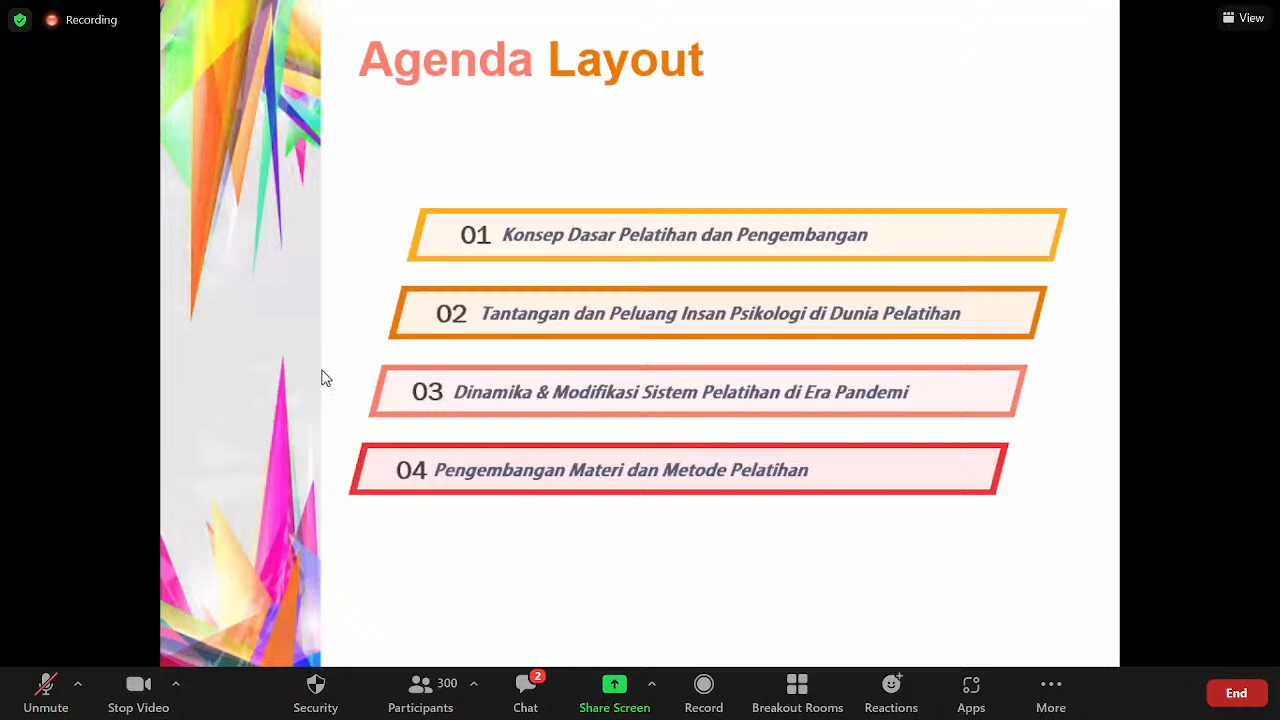 Recording
View
Agenda Layout
01 Konsep Dasar Pelatihan dan Pengembangan
02 Tantangan dan Peluang Insan Psikologi di Dunia Pelatihan
03 Dinamika & Modifikasi Sistem Pelatihan di Era Pandemi
04 Pengembangan Materi dan Metode Pelatihan
300
2
Unmute
Stop Video
Security
Participants
Chat
Share Screen
Record
Breakout Rooms
Reactions
Apps
More
End